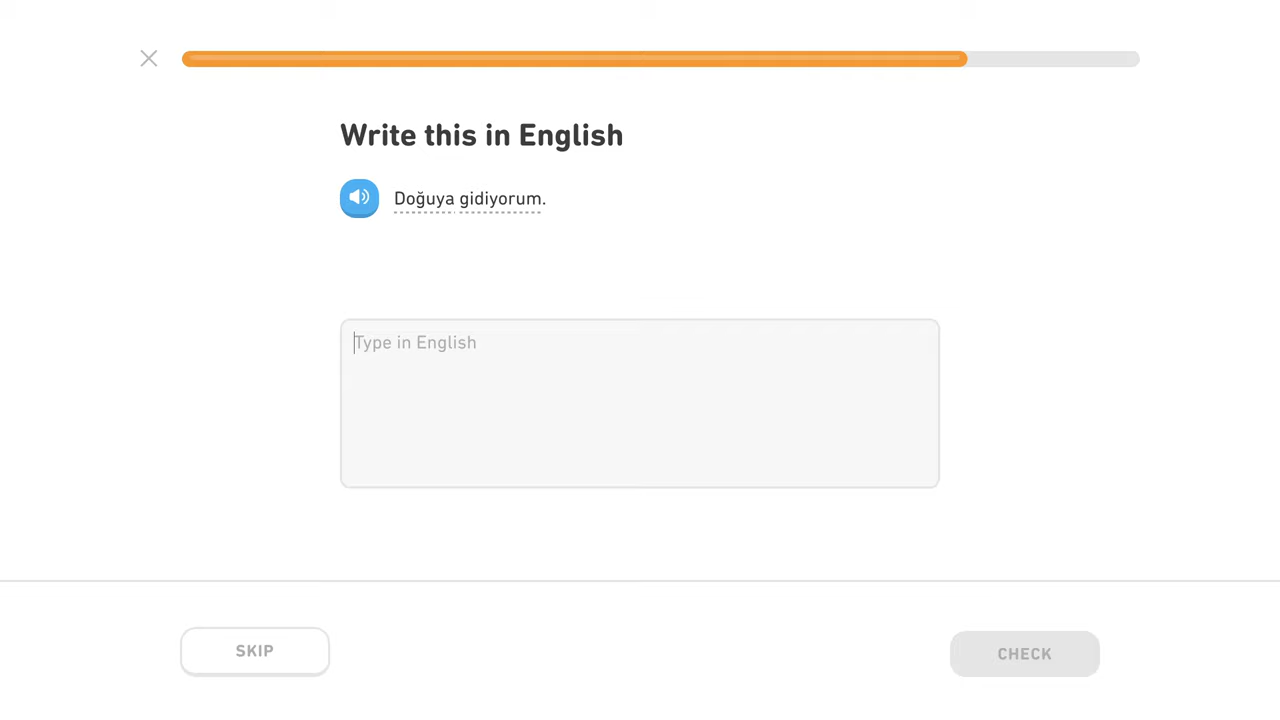 Write this in English
Doğuya gidiyorum.
Type in English
SKIP
CHECK